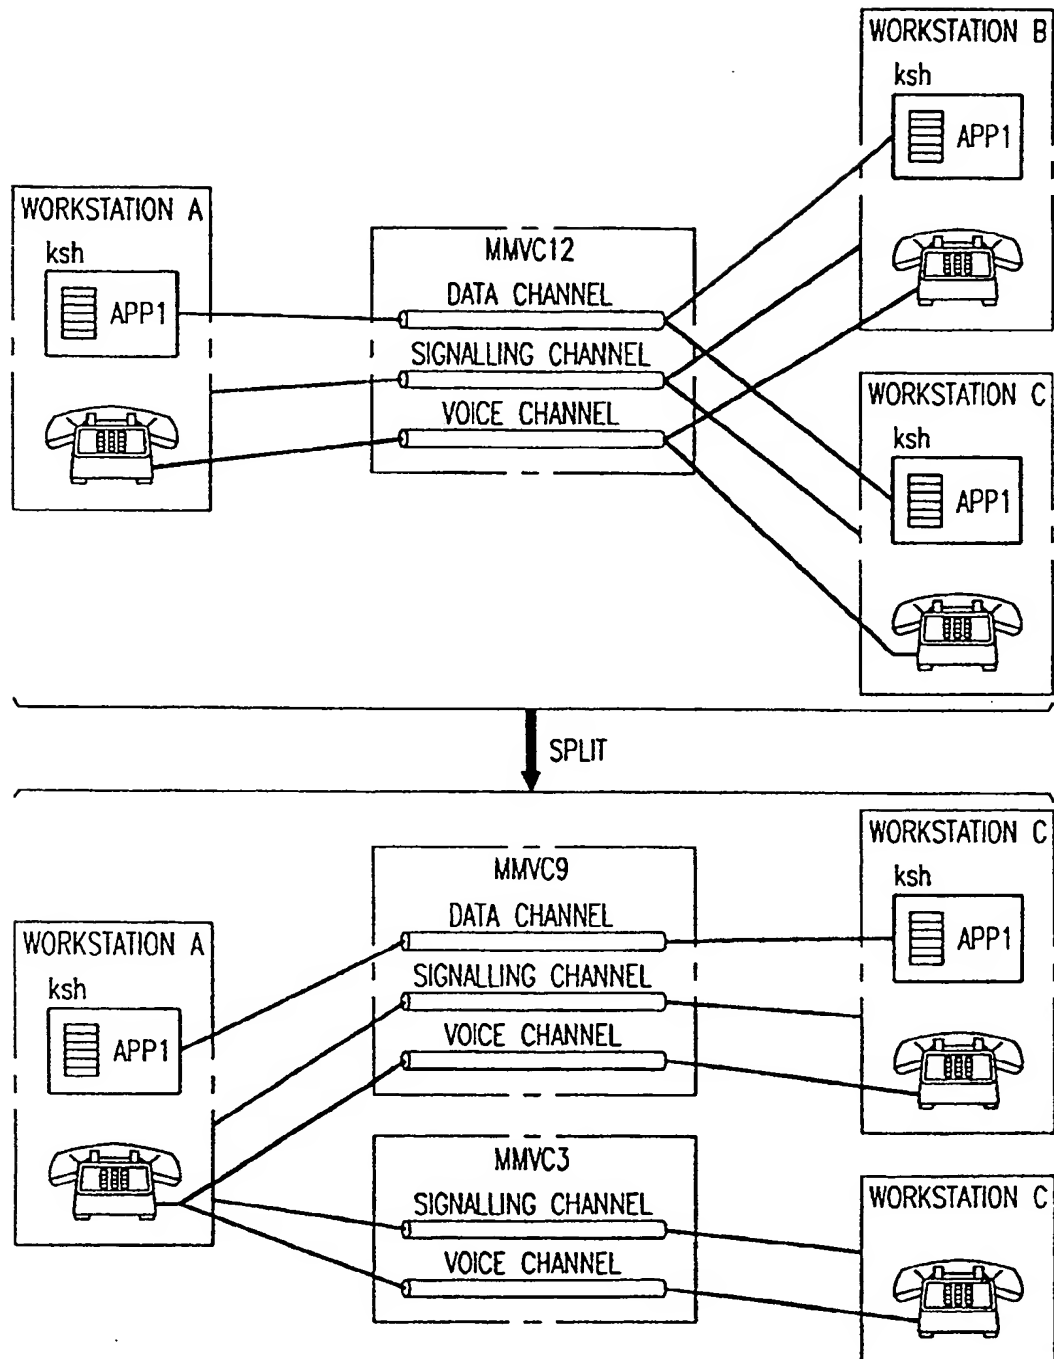 WORKSTATION B
ksh
APP1
WORKSTATION A
ksh
APP1
MMVC12
DATA CHANNEL
SIGNALLING CHANNEL
VOICE CHANNEL
WORKSTATION C
ksh
APP1
SPLIT
WORKSTATION C
ksh
APP1
MMVC9
DATA CHANNEL
SIGNALLING CHANNEL
VOICE CHANNEL
WORKSTATION A
ksh
APP1
MMVC3
SIGNALLING CHANNEL
VOICE CHANNEL
WORKSTATION C